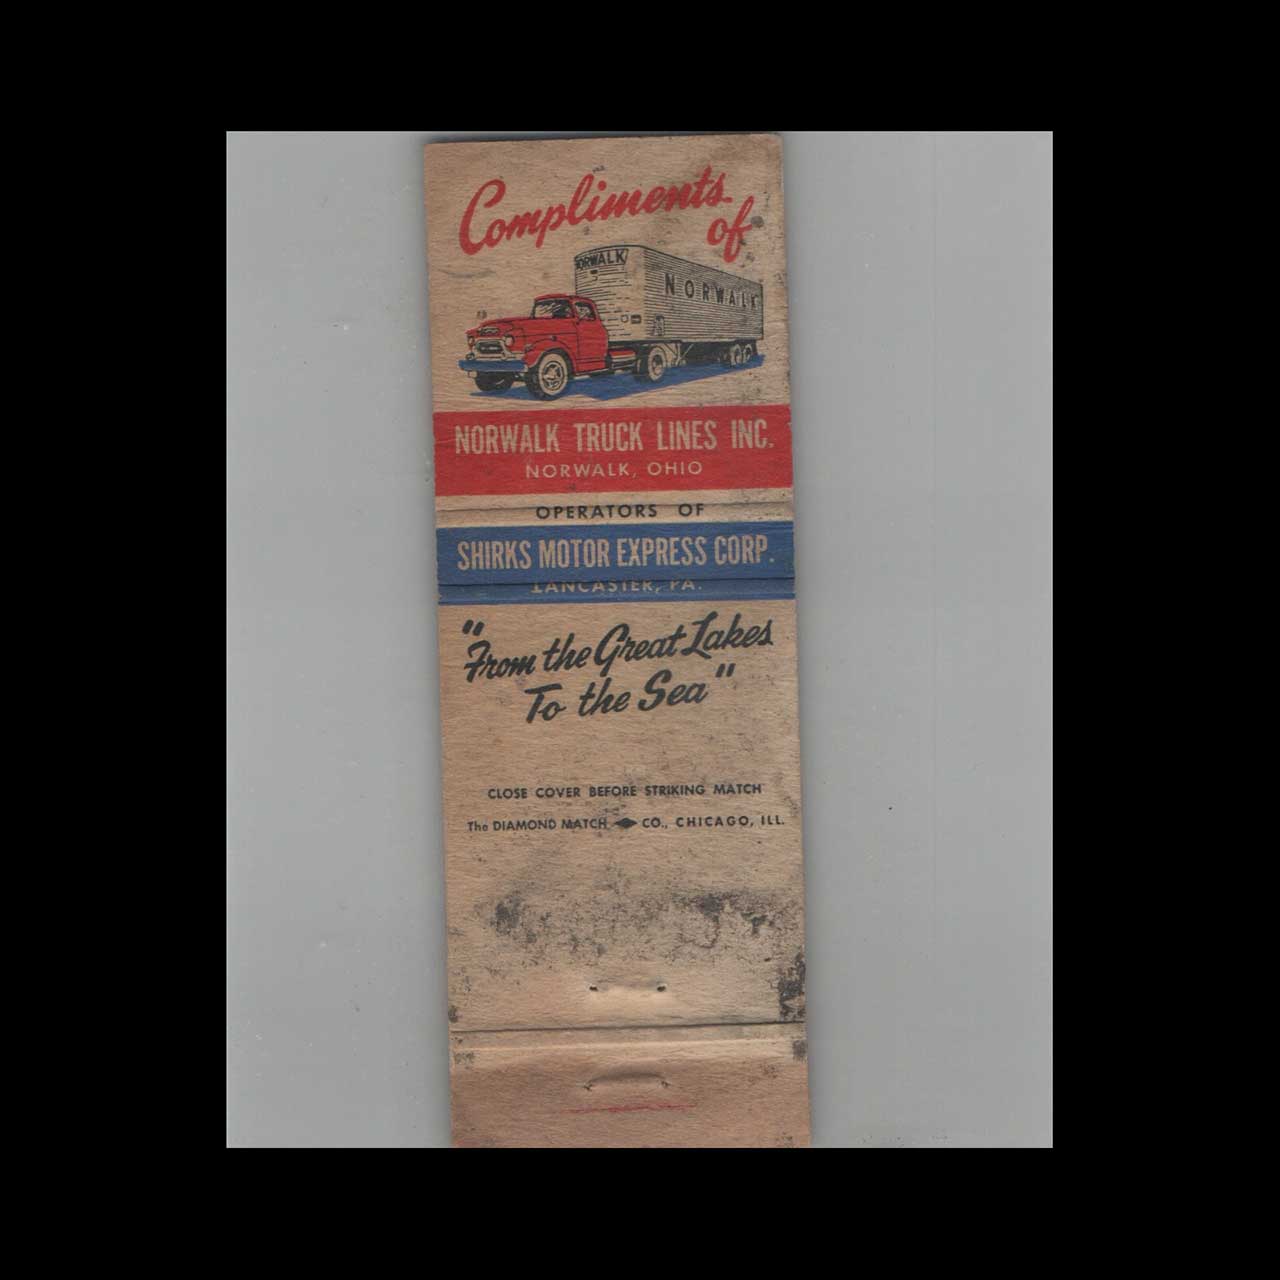 Compliments
of
NORWALK
NORWALK
NORWALK TRUCK LINES INC.
NORWALK, OHIO
OPERATORS OF
SHIRKS MOTOR EXPRESS CORP.
LANCASTER, PA.
"From the Great Lakes
To the Sea"
CLOSE COVER BEFORE STRIKING MATCH
The DIAMOND MATCH CO., CHICAGO, ILL.